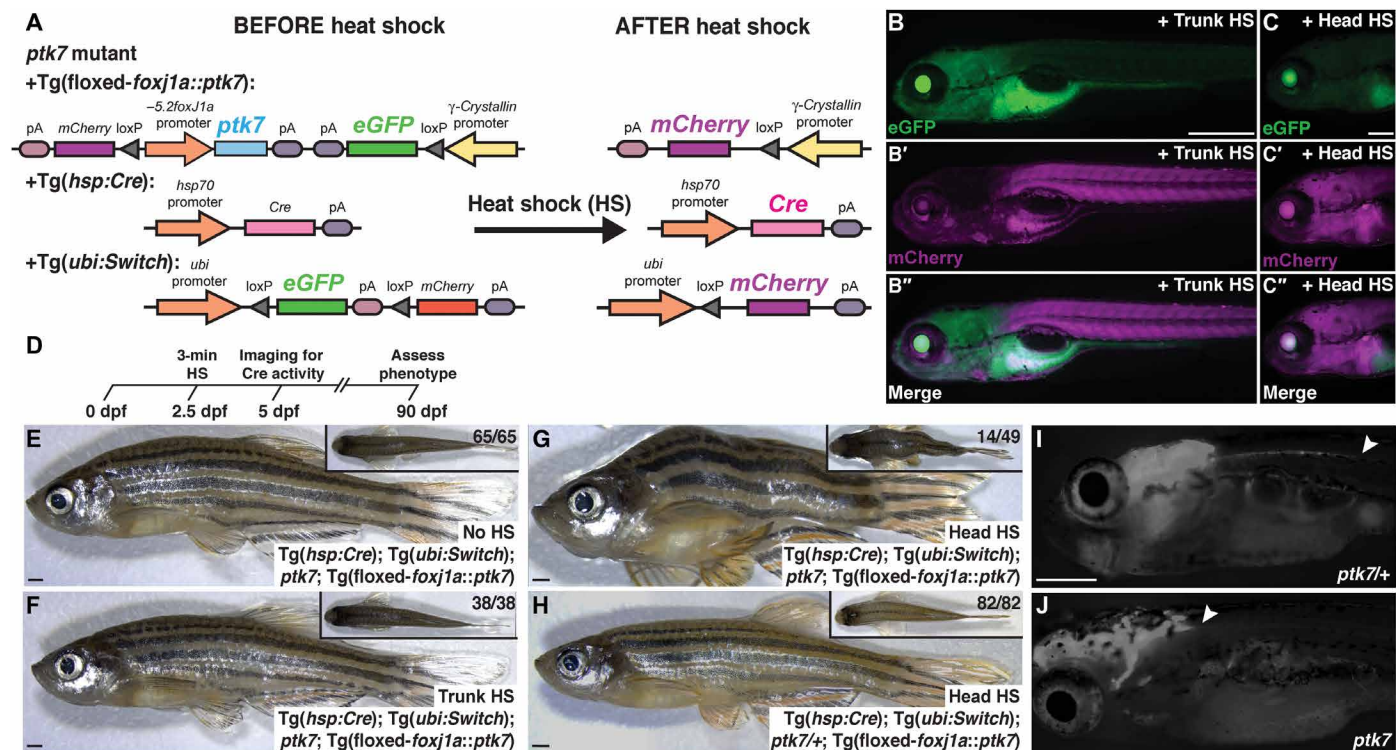 A
BEFORE heat shock
AFTER heat shock
ptk7 mutant
+Tg(floxed-foxj1a::ptk7):
pA
mCherry
loxP
–5.2foxJ1a
promoter
ptk7
pA
pA
eGFP
loxP
γ-Crystallin
promoter
pA
mCherry
loxP
γ-Crystallin
promoter
+Tg(hsp:Cre):
hsp70
promoter
Cre
pA
Heat shock (HS)
hsp70
promoter
Cre
pA
+Tg(ubi:Switch):
ubi
promoter
loxP
eGFP
pA
loxP
mCherry
pA
ubi
promoter
loxP
mCherry
pA
B
+ Trunk HS
eGFP
C
+ Head HS
eGFP
B′
+ Trunk HS
mCherry
C′
+ Head HS
mCherry
B″
+ Trunk HS
Merge
C″
+ Head HS
Merge
D
3-min
HS
Imaging for
Cre activity
Assess
phenotype
0 dpf
2.5 dpf
5 dpf
90 dpf
E
65/65
No HS
Tg(hsp:Cre); Tg(ubi:Switch);
ptk7; Tg(floxed-foxj1a::ptk7)
F
38/38
Trunk HS
Tg(hsp:Cre); Tg(ubi:Switch);
ptk7; Tg(floxed-foxj1a::ptk7)
G
14/49
Head HS
Tg(hsp:Cre); Tg(ubi:Switch);
ptk7; Tg(floxed-foxj1a::ptk7)
H
82/82
Head HS
Tg(hsp:Cre); Tg(ubi:Switch);
ptk7/+; Tg(floxed-foxj1a::ptk7)
I
ptk7/+
J
ptk7